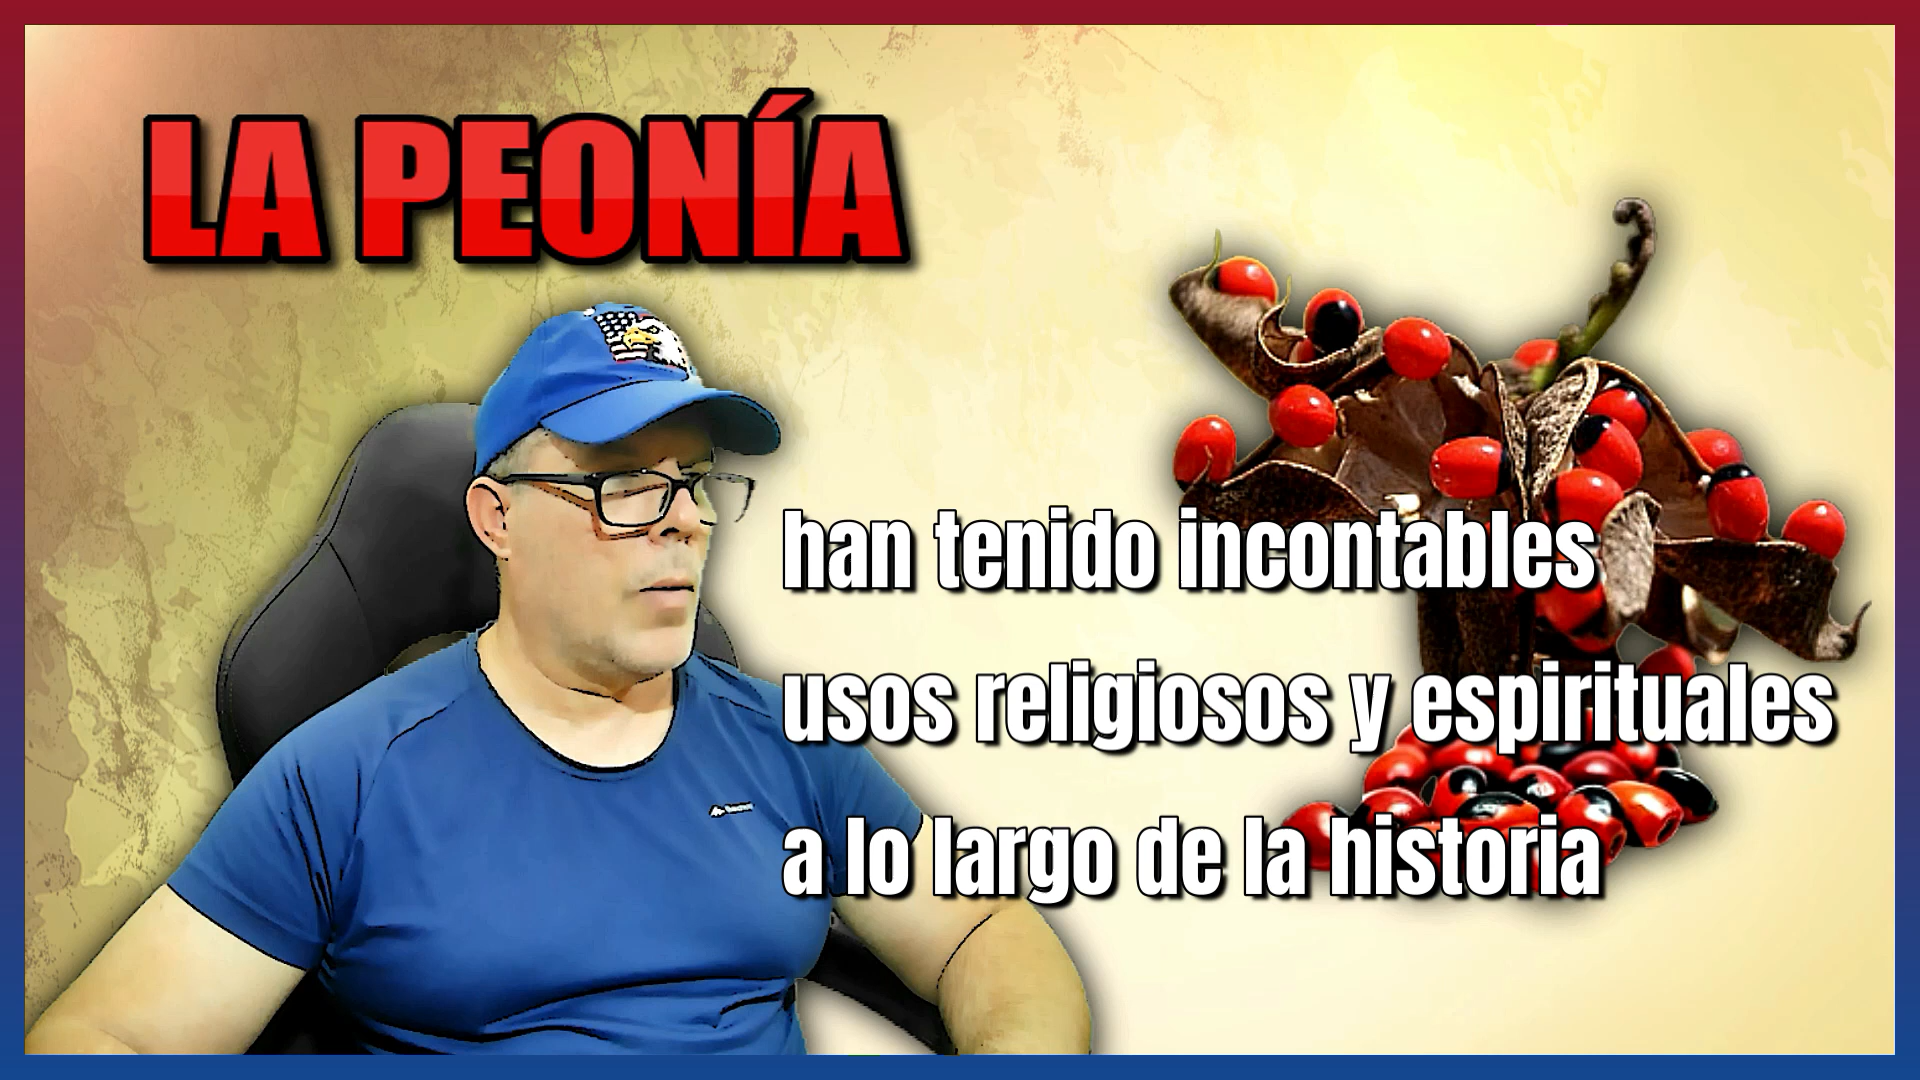 LA PEONÍA
han tenido incontables
usos religiosos y espirituales
a lo largo de la historia